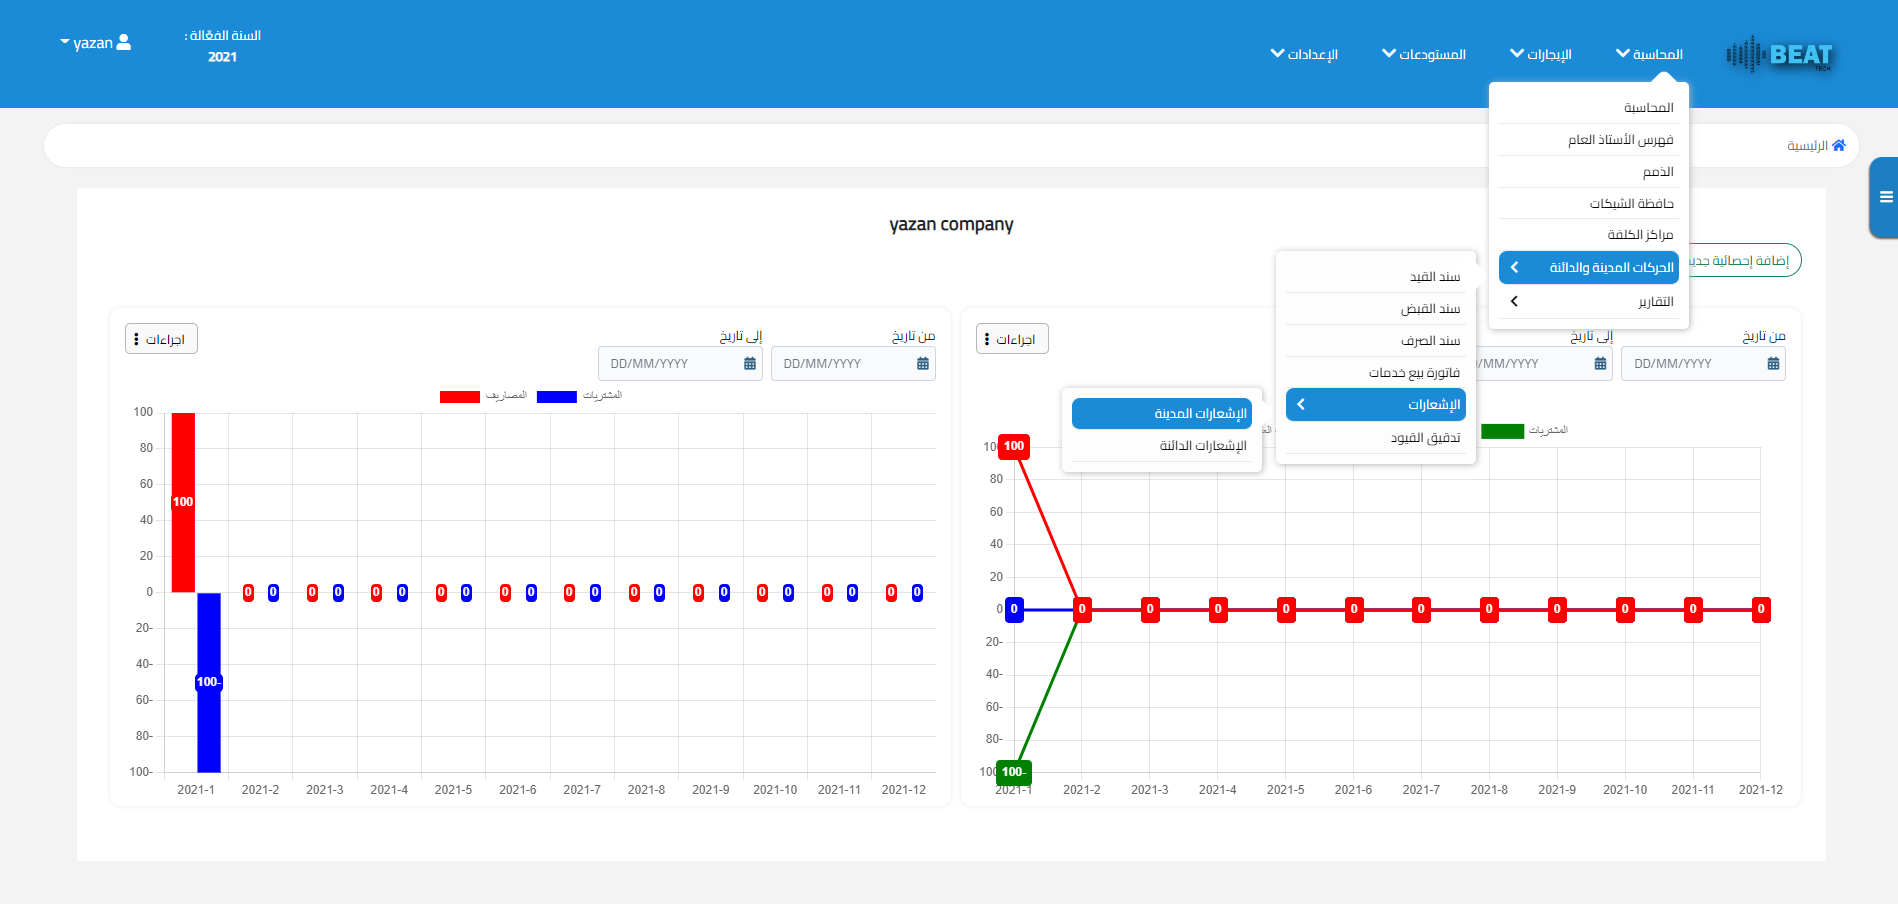 BEAT
TECH
المحاسبة
الإيجارات
المستودعات
الإعدادات
السنة الفعّالة :
2021
yazan
الرئيسية
المحاسبة
فهرس الأستاذ العام
الذمم
حافظة الشيكات
مراكز الكلفة
الحركات المدينة والدائنة
التقارير
سند القيد
سند القبض
سند الصرف
فاتورة بيع خدمات
الإشعارات
تدقيق القيود
الإشعارات المدينة
الإشعارات الدائنة
yazan company
إضافة إحصائية جديد
من تاريخ
إلى تاريخ
اجراءات
DD/MM/YYYY
/MM/YYYY
المشتريات
100
80
60
40
20
0
20-
40-
60-
80-
100
100
0 0 0 0 0 0 0 0 0 0 0 0
100-
2021-1 2021-2 2021-3 2021-4 2021-5 2021-6 2021-7 2021-8 2021-9 2021-10 2021-11 2021-12
من تاريخ
إلى تاريخ
اجراءات
DD/MM/YYYY
DD/MM/YYYY
المشتريات
المصاريف
100
80
60
40
20
0
20-
40-
60-
80-
100-
100
100-
0 0 0 0 0 0 0 0 0 0 0 0 0 0 0 0 0 0 0 0 0 0
2021-1 2021-2 2021-3 2021-4 2021-5 2021-6 2021-7 2021-8 2021-9 2021-10 2021-11 2021-12